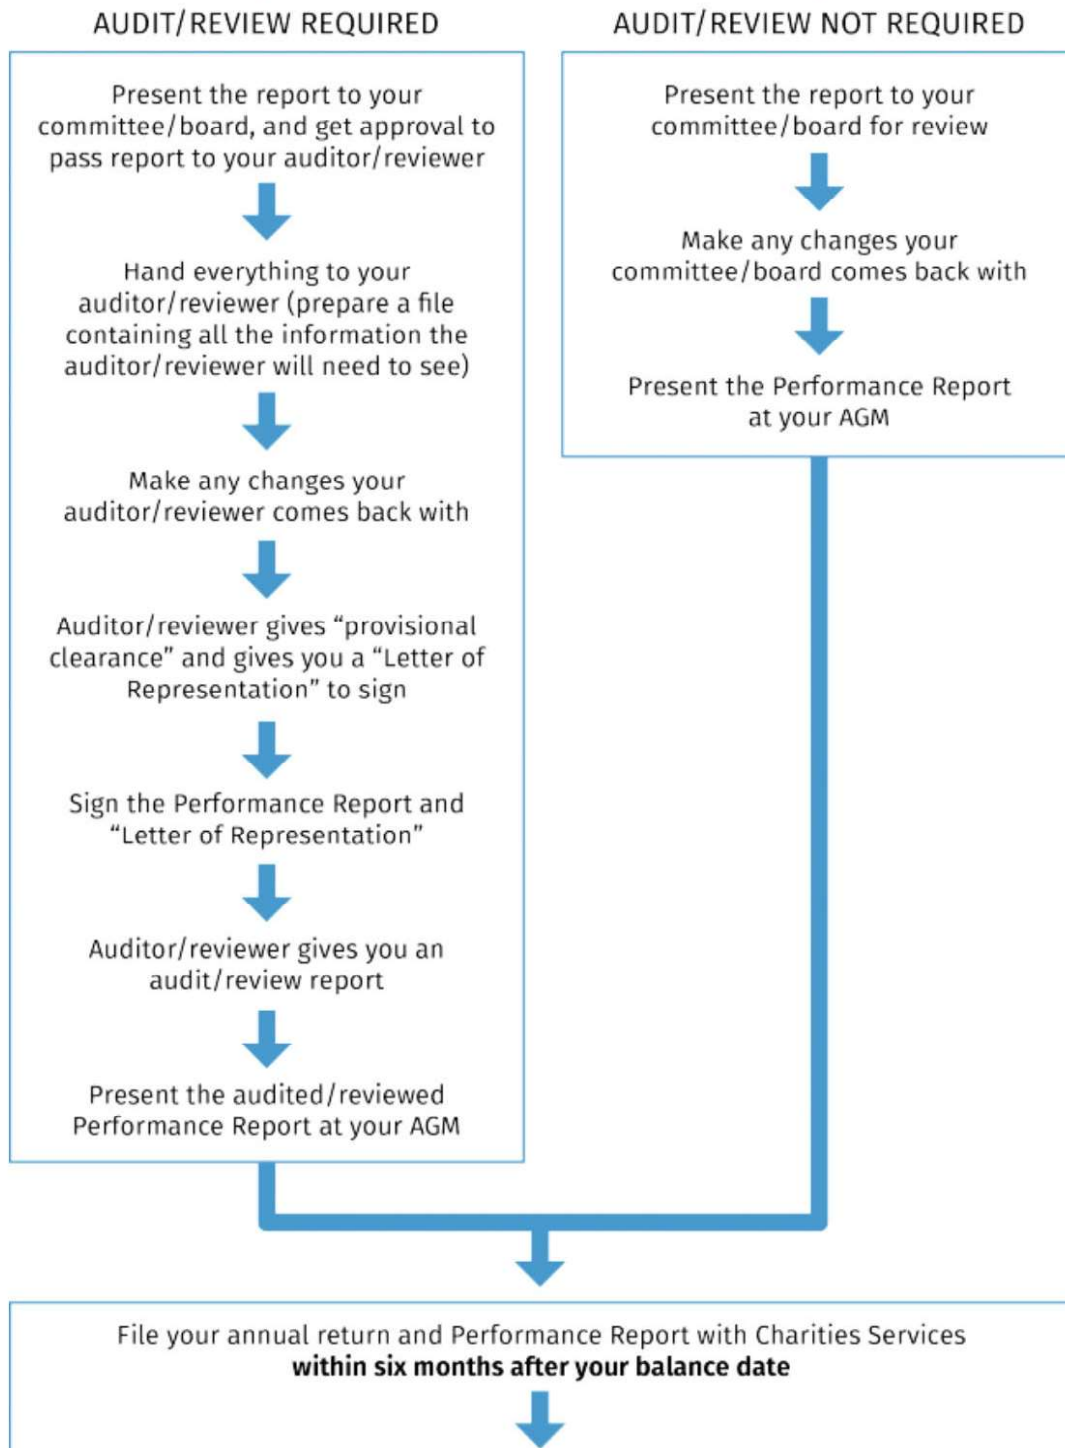 AUDIT/REVIEW REQUIRED
Present the report to your
committee/board, and get approval to
pass report to your auditor/reviewer
Hand everything to your
auditor/reviewer (prepare a file
containing all the information the
auditor/reviewer will need to see)
Make any changes your
auditor/reviewer comes back with
Auditor/reviewer gives “provisional
clearance” and gives you a “Letter of
Representation” to sign
Sign the Performance Report and
“Letter of Representation”
Auditor/reviewer gives you an
audit/review report
Present the audited/reviewed
Performance Report at your AGM
AUDIT/REVIEW NOT REQUIRED
Present the report to your
committee/board for review
Make any changes your
committee/board comes back with
Present the Performance Report
at your AGM
File your annual return and Performance Report with Charities Services
within six months after your balance date